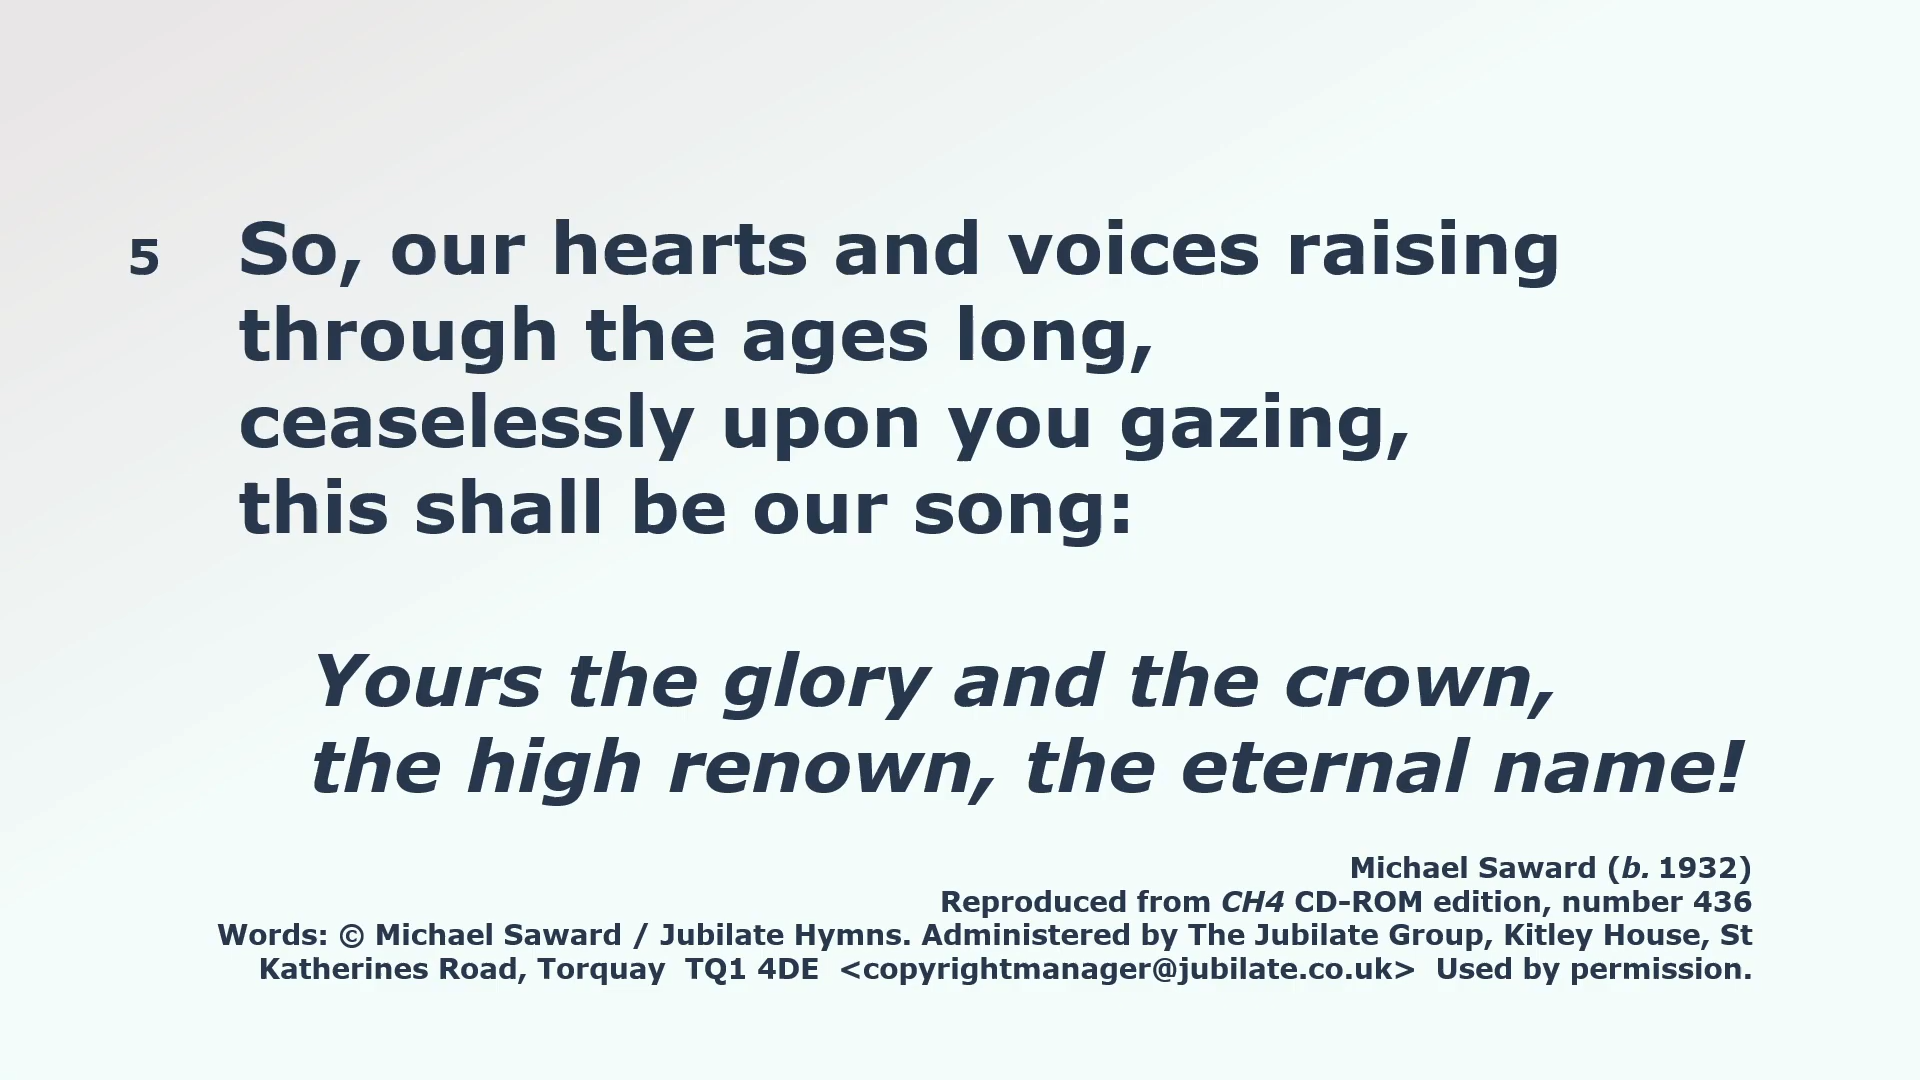 5 So, our hearts and voices raising
through the ages long,
ceaselessly upon you gazing,
this shall be our song:
Yours the glory and the crown,
the high renown, the eternal name!
Michael Saward (b. 1932)
Reproduced from CH4 CD-ROM edition, number 436
Words: © Michael Saward / Jubilate Hymns. Administered by The Jubilate Group, Kitley House, St
Katherines Road, Torquay  TQ1 4DE  <copyrightmanager@jubilate.co.uk>  Used by permission.